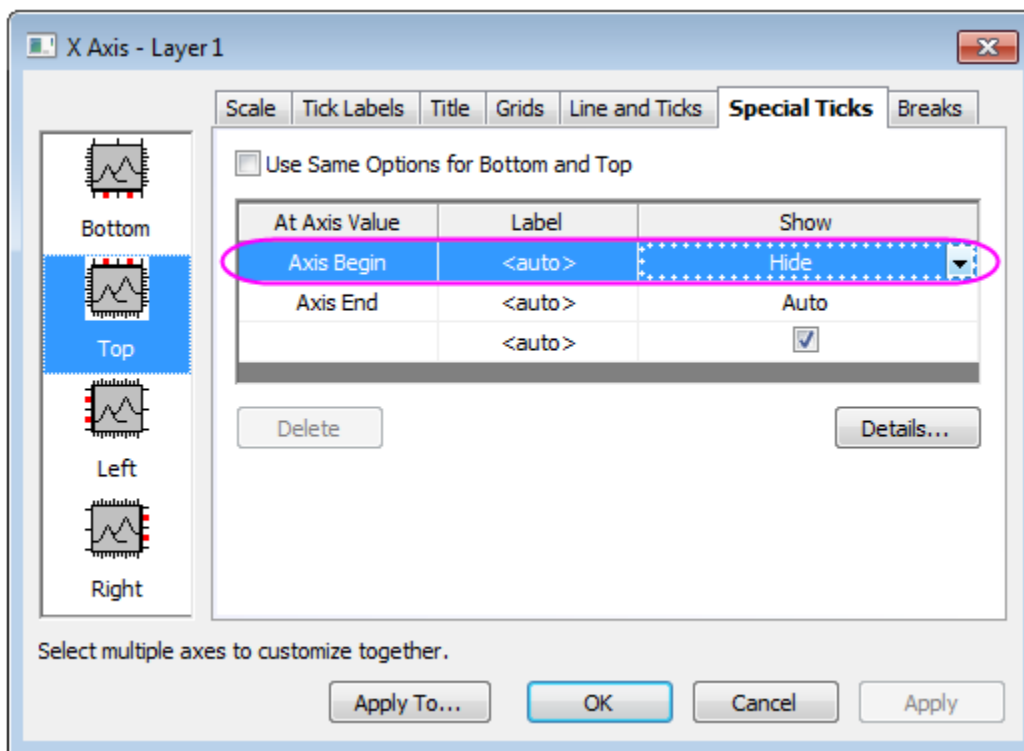 X Axis - Layer 1
Scale Tick Labels Title Grids Line and Ticks Special Ticks Breaks
Use Same Options for Bottom and Top
Bottom
Top
Left
Right
At Axis Value Label Show
Axis Begin <auto> Hide
Axis End <auto> Auto
<auto>
Delete Details...
Select multiple axes to customize together.
Apply To... OK Cancel Apply